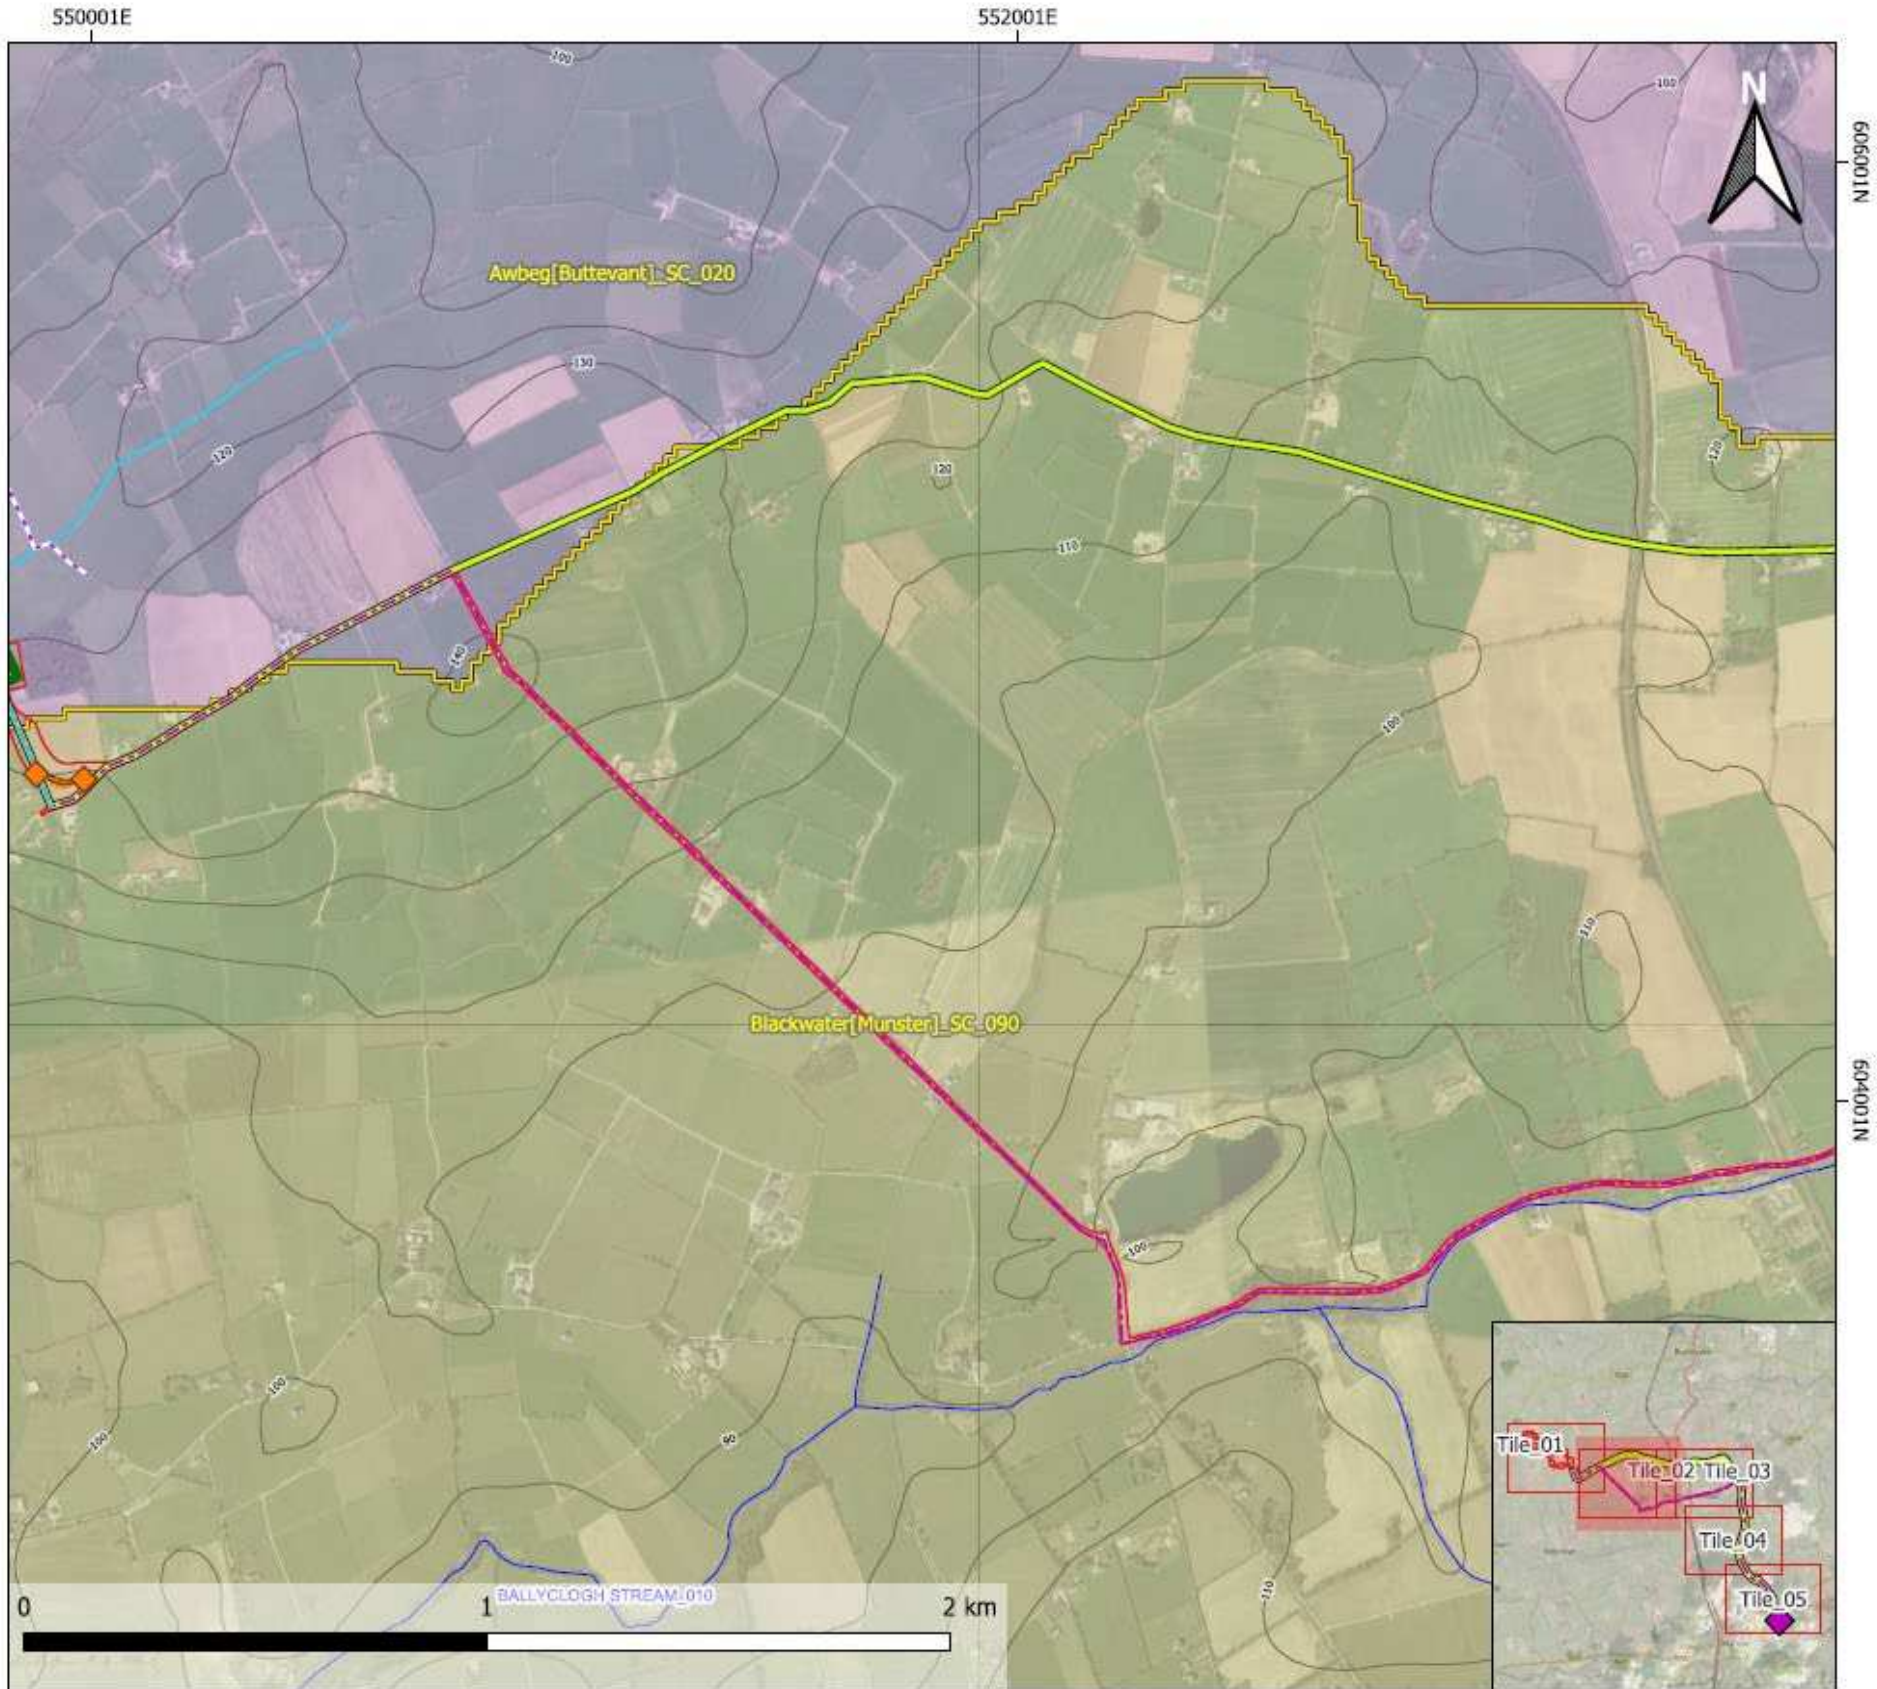 550001E 552001E
100
100
N
606001N
Awbeg[Buttevant]_SC_020
130
120
120
120
110
140
100
110
Blackwater[Munster]_SC_090
604001N
100
100
100
90
110
BALLYCLOGH STREAM_010
0 1 2 km
Tile_01
Tile_02 Tile_03
Tile_04
Tile_05